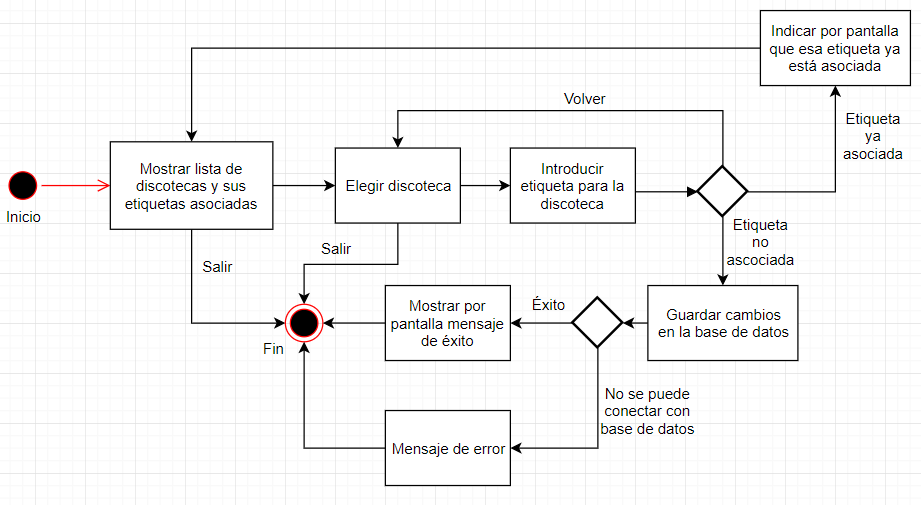 Indicar por pantalla
que esa etiqueta ya
está asociada
Volver
Etiqueta
ya
asociada
Mostrar lista de
discotecas y sus
etiquetas asociadas
Elegir discoteca
Introducir
etiqueta para la
discoteca
Inicio
Etiqueta
no
ascociada
Salir
Salir
Mostrar por
pantalla mensaje
de éxito
Éxito
Guardar cambios
en la base de datos
Fin
No se puede
conectar con
base de datos
Mensaje de error